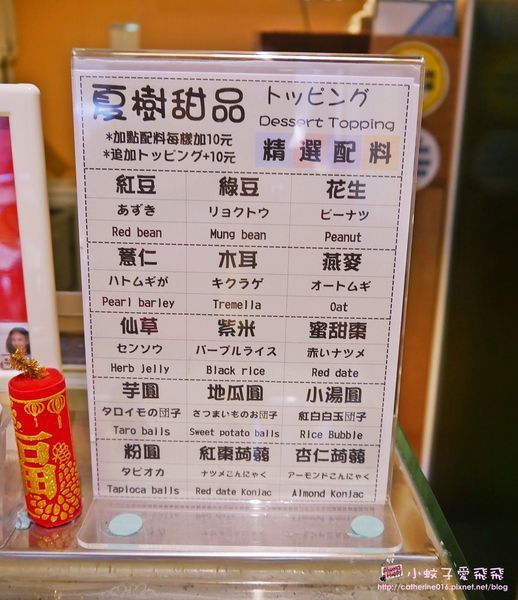 夏樹甜品 トッピング
Dessert Topping
*加點配料每樣加10元
*追加トッピング+10元
精選配料
紅豆 綠豆 花生
あずき リョクトウ ピーナツ
Red bean Mung bean Peanut
薏仁 木耳 燕麥
ハトムギが キクラゲ オートムギ
Pearl barley Tremella Oat
仙草 紫米 蜜甜棗
センソウ パープルライス 赤いナツメ
Herb jelly Black rice Red date
芋圓 地瓜圓 小湯圓
タロイモの団子 さつまいものお団子 紅白白玉団子
Taro balls Sweet potato balls Rice Bubble
粉圓 紅棗蒟蒻 杏仁蒟蒻
タピオカ ナツメこんにゃく アーモンドこんにゃく
Tapioca balls Red date Konjac Almond Konjac
福
小蚊子愛飛飛
http://catherine016.pixnet.net/blog